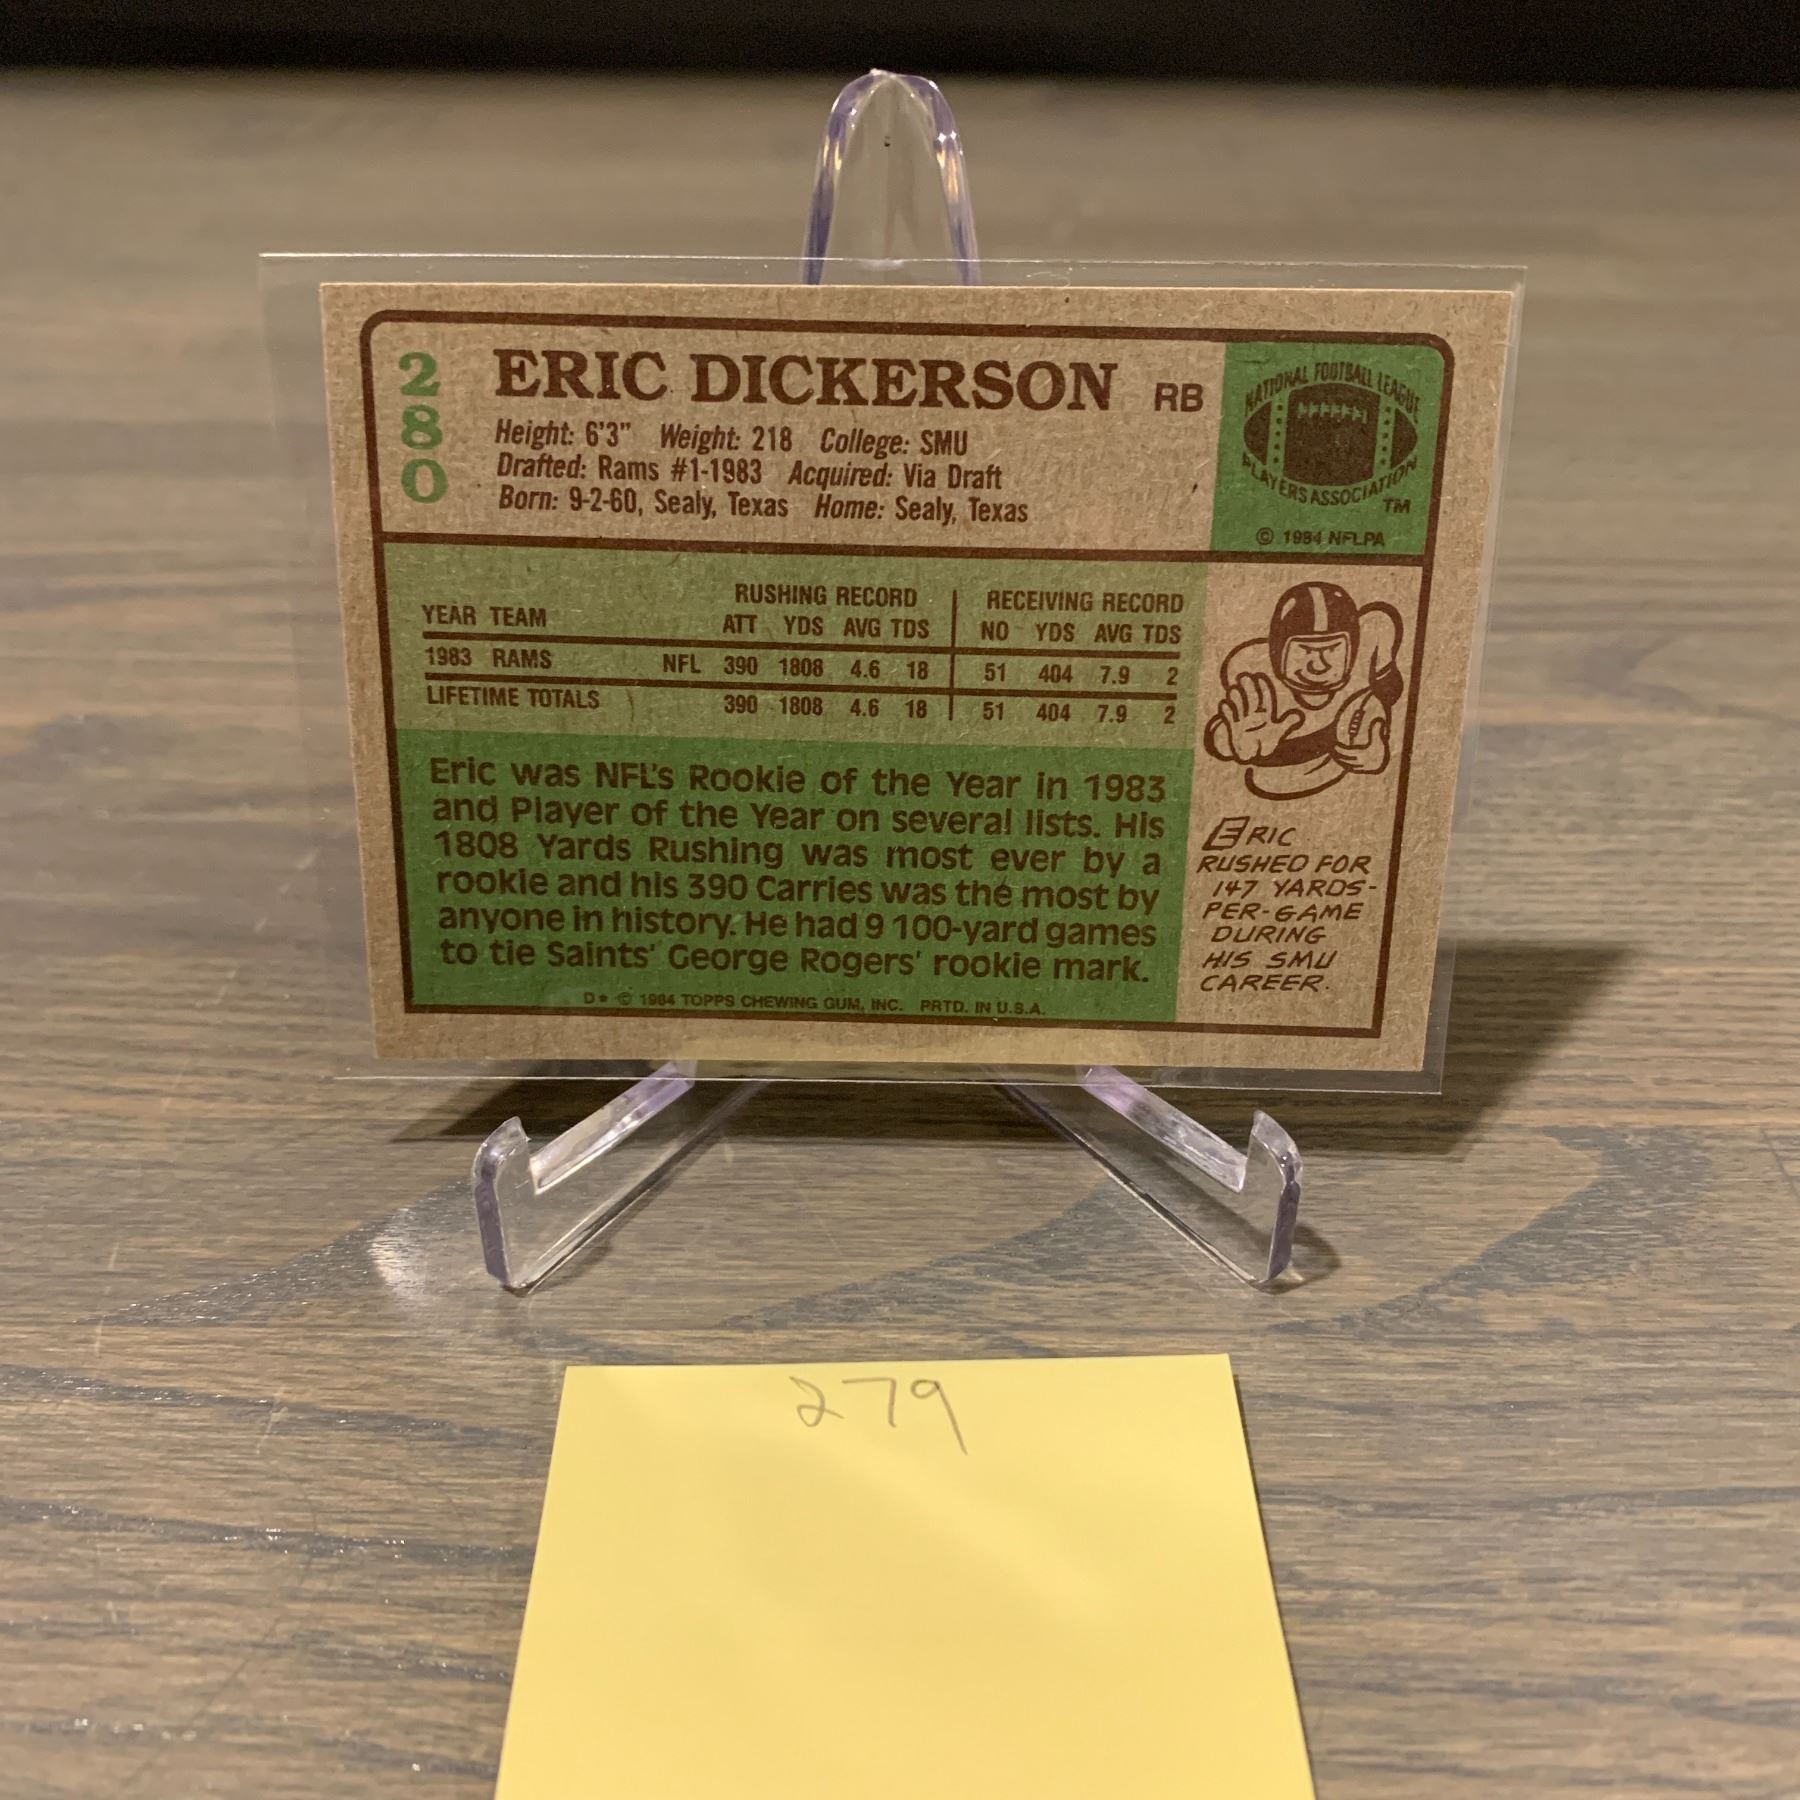 280
ERIC DICKERSON RB
Height: 6'3" Weight: 218 College: SMU
Drafted: Rams #1-1983 Acquired: Via Draft
Born: 9-2-60, Sealy, Texas Home: Sealy, Texas
NATIONAL FOOTBALL LEAGUE
PLAYERS ASSOCIATION
TM
© 1984 NFLPA
RUSHING RECORD RECEIVING RECORD
YEAR TEAM ATT YDS AVG TDS NO YDS AVG TDS
1983 RAMS NFL 390 1808 4.6 18 51 404 7.9 2
LIFETIME TOTALS 390 1808 4.6 18 51 404 7.9 2
Eric was NFL's Rookie of the Year in 1983
and Player of the Year on several lists. His
1808 Yards Rushing was most ever by a
rookie and his 390 Carries was the most by
anyone in history. He had 9 100-yard games
to tie Saints' George Rogers' rookie mark.
D* © 1984 TOPPS CHEWING GUM, INC. PRTD. IN U.S.A.
ERIC
RUSHED FOR
147 YARDS-
PER-GAME
DURING
HIS SMU
CAREER.
279